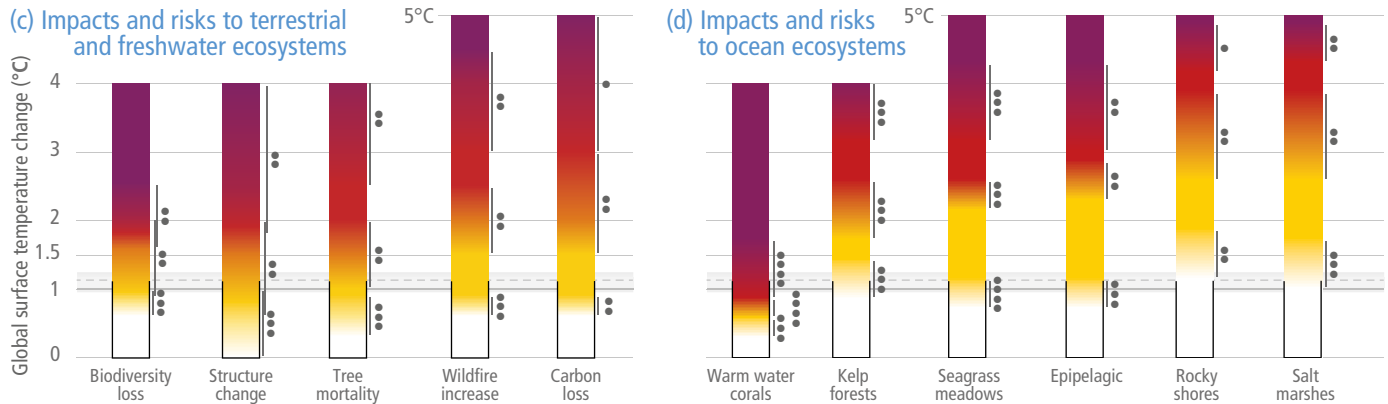 (c) Impacts and risks to terrestrial
and freshwater ecosystems
5°C
Global surface temperature change (°C)
4
3
2
1.5
1
0
Biodiversity
loss
Structure
change
Tree
mortality
Wildfire
increase
Carbon
loss
(d) Impacts and risks
to ocean ecosystems
5°C
Warm water
corals
Kelp
forests
Seagrass
meadows
Epipelagic
Rocky
shores
Salt
marshes